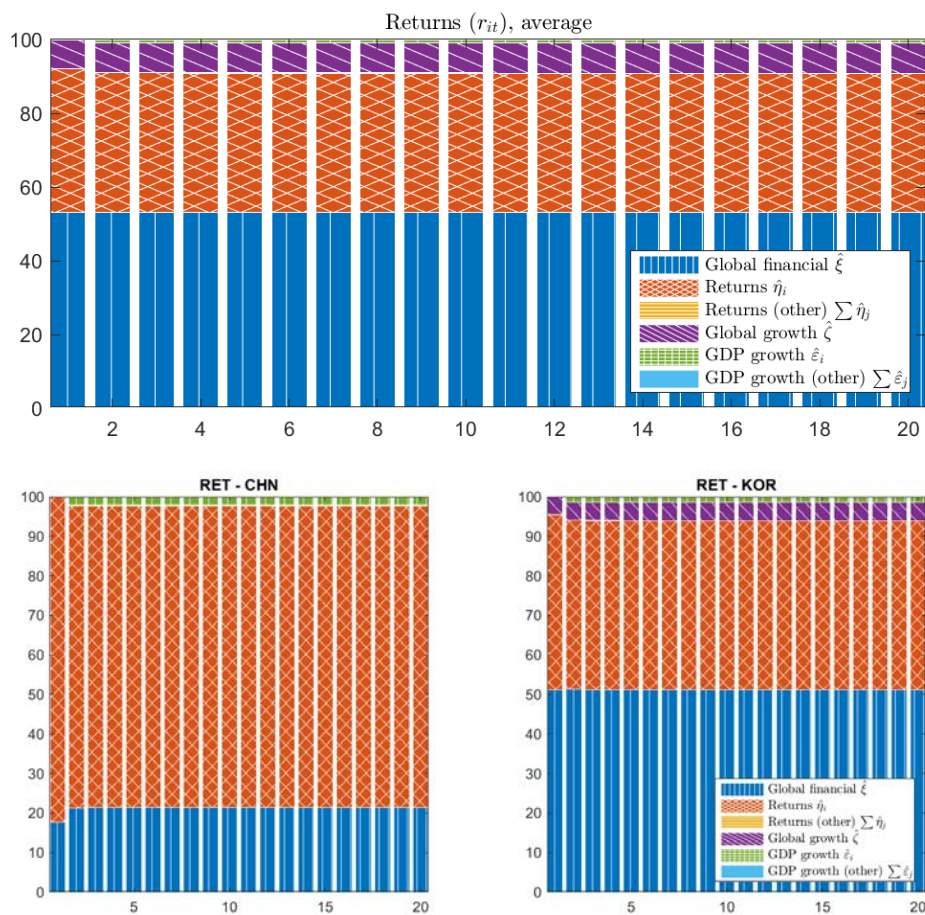 Returns (r_{it}), average
100
80
60
40
20
0
2 4 6 8 10 12 14 16 18 20
Global financial ξ̂
Returns η̂_i
Returns (other) ∑ η̂_j
Global growth ζ̂
GDP growth ε̂_i
GDP growth (other) ∑ ε̂_j
RET - CHN
100
90
80
70
60
50
40
30
20
10
0
5 10 15 20
RET - KOR
100
90
80
70
60
50
40
30
20
10
0
5 10 15 20
Global financial ξ̂
Returns η̂_i
Returns (other) ∑ η̂_j
Global growth ζ̂
GDP growth ε̂_i
GDP growth (other) ∑ ε̂_j